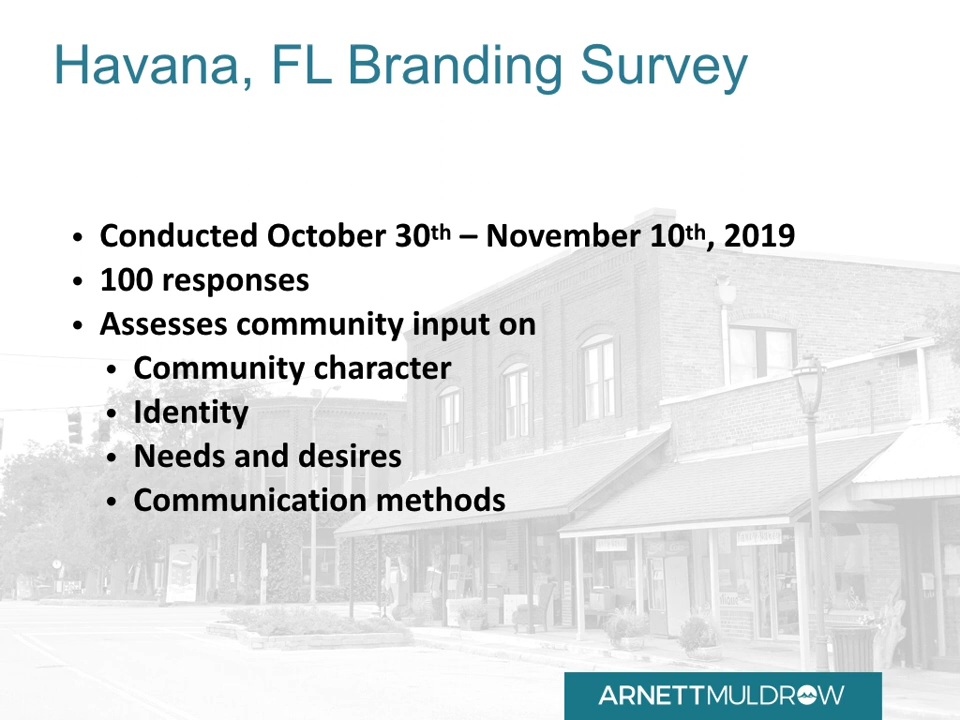 Havana, FL Branding Survey
• Conducted October 30th – November 10th, 2019
• 100 responses
• Assesses community input on
• Community character
• Identity
• Needs and desires
• Communication methods
ARNETTMULDROW